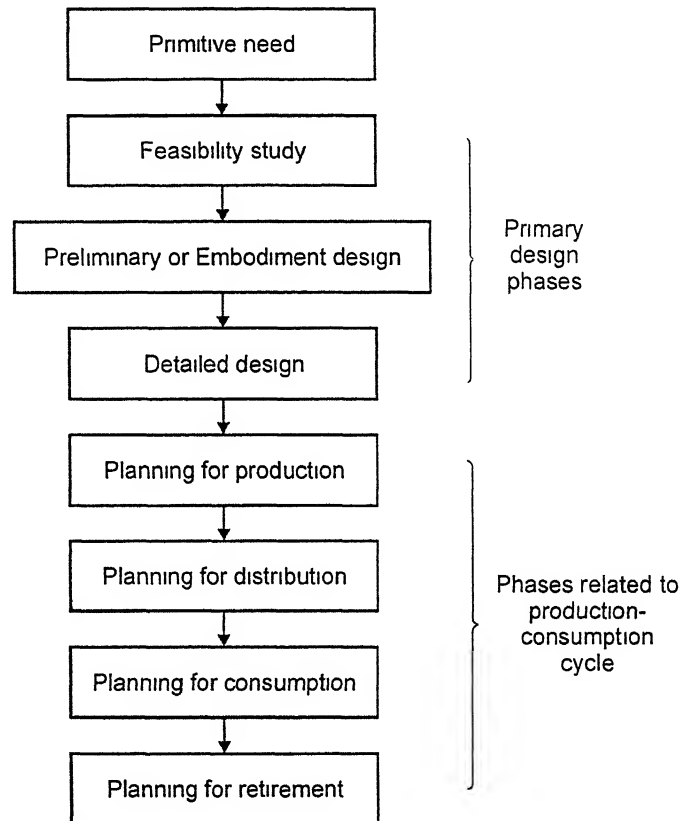 Primitive need
Feasibility study
Preliminary or Embodiment design
Detailed design
Primary
design
phases
Planning for production
Planning for distribution
Planning for consumption
Planning for retirement
Phases related to
production-
consumption
cycle